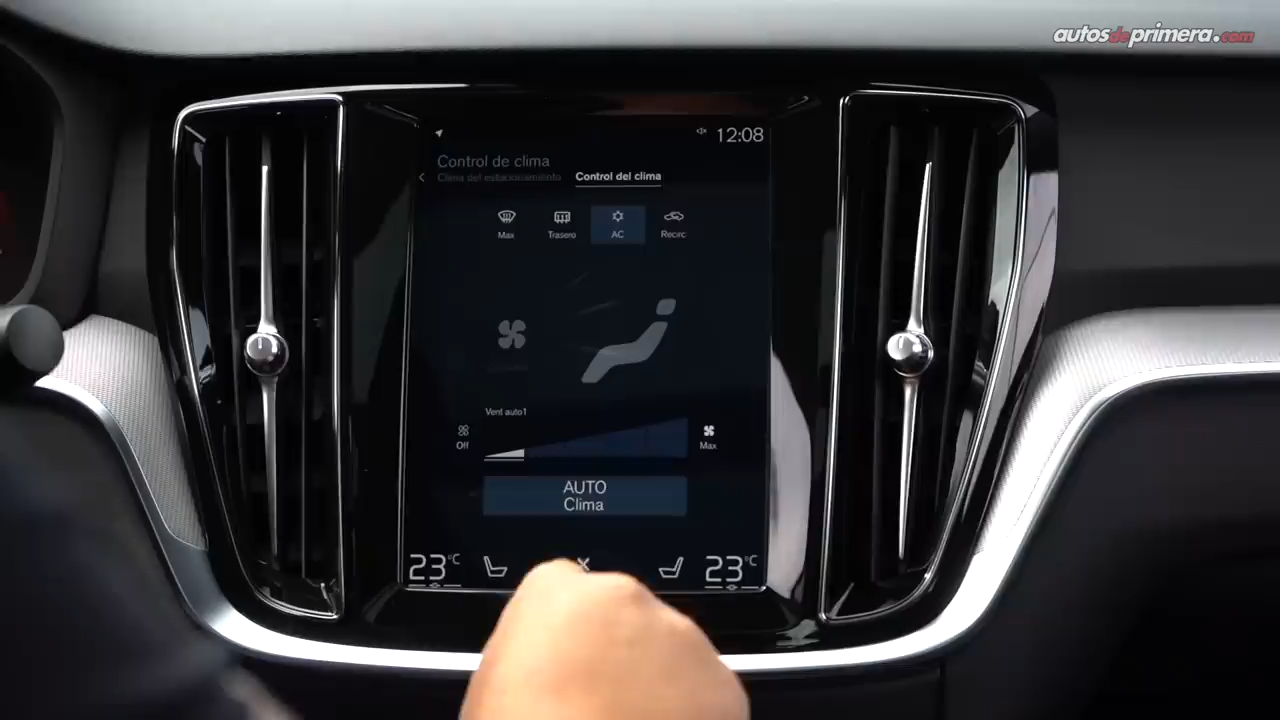 autosdeprimera.com
12:08
Control de clima
Clima del estacionamiento Control del clima
Max Trasero AC Recirc
Vent auto1
Off Max
AUTO
Clima
23°C 23°C